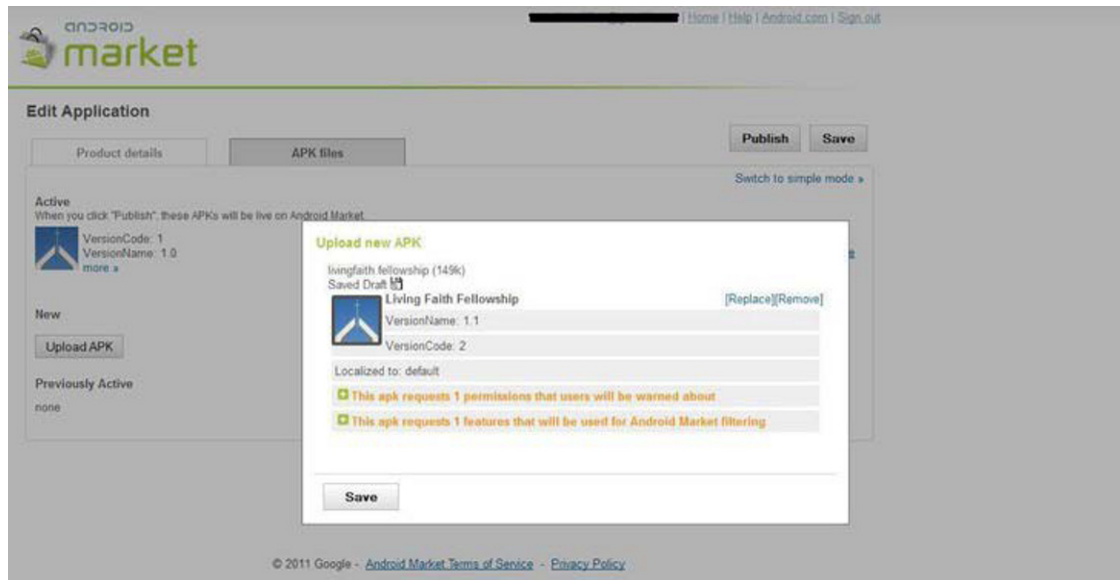 android
market
| Home | Help | Android.com | Sign out
Edit Application
Product details
APK files
Publish
Save
Switch to simple mode »
Active
When you click "Publish", these APKs will be live on Android Market.
VersionCode: 1
VersionName: 1.0
more »
New
Upload APK
Previously Active
none
Upload new APK
livingfaith.fellowship (149k)
Saved Draft
Living Faith Fellowship
[Replace][Remove]
VersionName: 1.1
VersionCode: 2
Localized to: default
This apk requests 1 permissions that users will be warned about
This apk requests 1 features that will be used for Android Market filtering
Save
© 2011 Google - Android Market Terms of Service - Privacy Policy